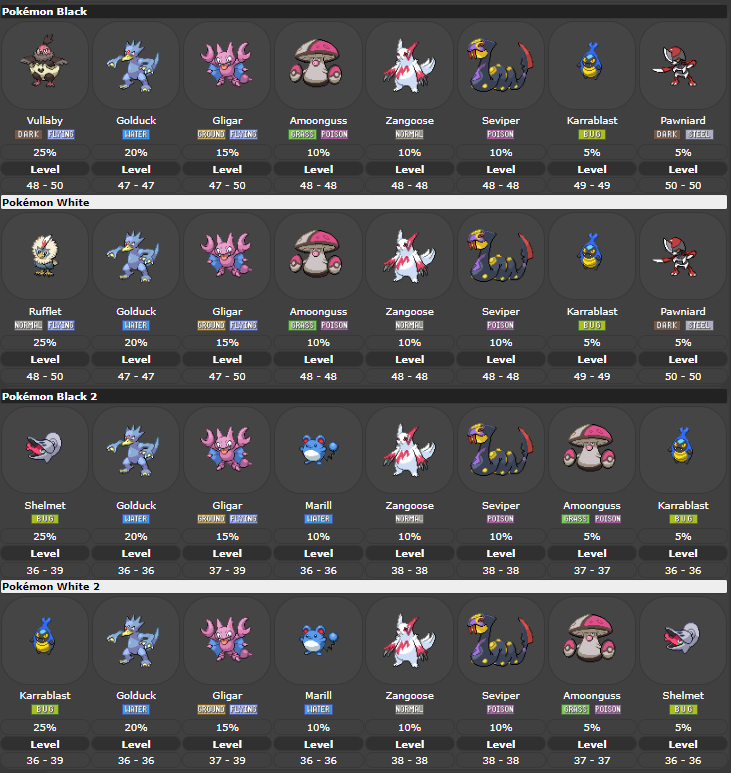 Pokémon Black
Vullaby Golduck Gligar Amoonguss Zangoose Seviper Karrablast Pawniard
DARK FLYING WATER GROUND FLYING GRASS POISON NORMAL POISON BUG DARK STEEL
25% 20% 15% 10% 10% 10% 5% 5%
Level Level Level Level Level Level Level Level
48 - 50 47 - 47 47 - 50 48 - 48 48 - 48 48 - 48 49 - 49 50 - 50
Pokémon White
Rufflet Golduck Gligar Amoonguss Zangoose Seviper Karrablast Pawniard
NORMAL FLYING WATER GROUND FLYING GRASS POISON NORMAL POISON BUG DARK STEEL
25% 20% 15% 10% 10% 10% 5% 5%
Level Level Level Level Level Level Level Level
48 - 50 47 - 47 47 - 50 48 - 48 48 - 48 48 - 48 49 - 49 50 - 50
Pokémon Black 2
Shelmet Golduck Gligar Marill Zangoose Seviper Amoonguss Karrablast
BUG WATER GROUND FLYING WATER NORMAL POISON GRASS POISON BUG
25% 20% 15% 10% 10% 10% 5% 5%
Level Level Level Level Level Level Level Level
36 - 39 36 - 36 37 - 39 36 - 36 38 - 38 38 - 38 37 - 37 36 - 36
Pokémon White 2
Karrablast Golduck Gligar Marill Zangoose Seviper Amoonguss Shelmet
BUG WATER GROUND FLYING WATER NORMAL POISON GRASS POISON BUG
25% 20% 15% 10% 10% 10% 5% 5%
Level Level Level Level Level Level Level Level
36 - 39 36 - 36 37 - 39 36 - 36 38 - 38 38 - 38 37 - 37 36 - 36